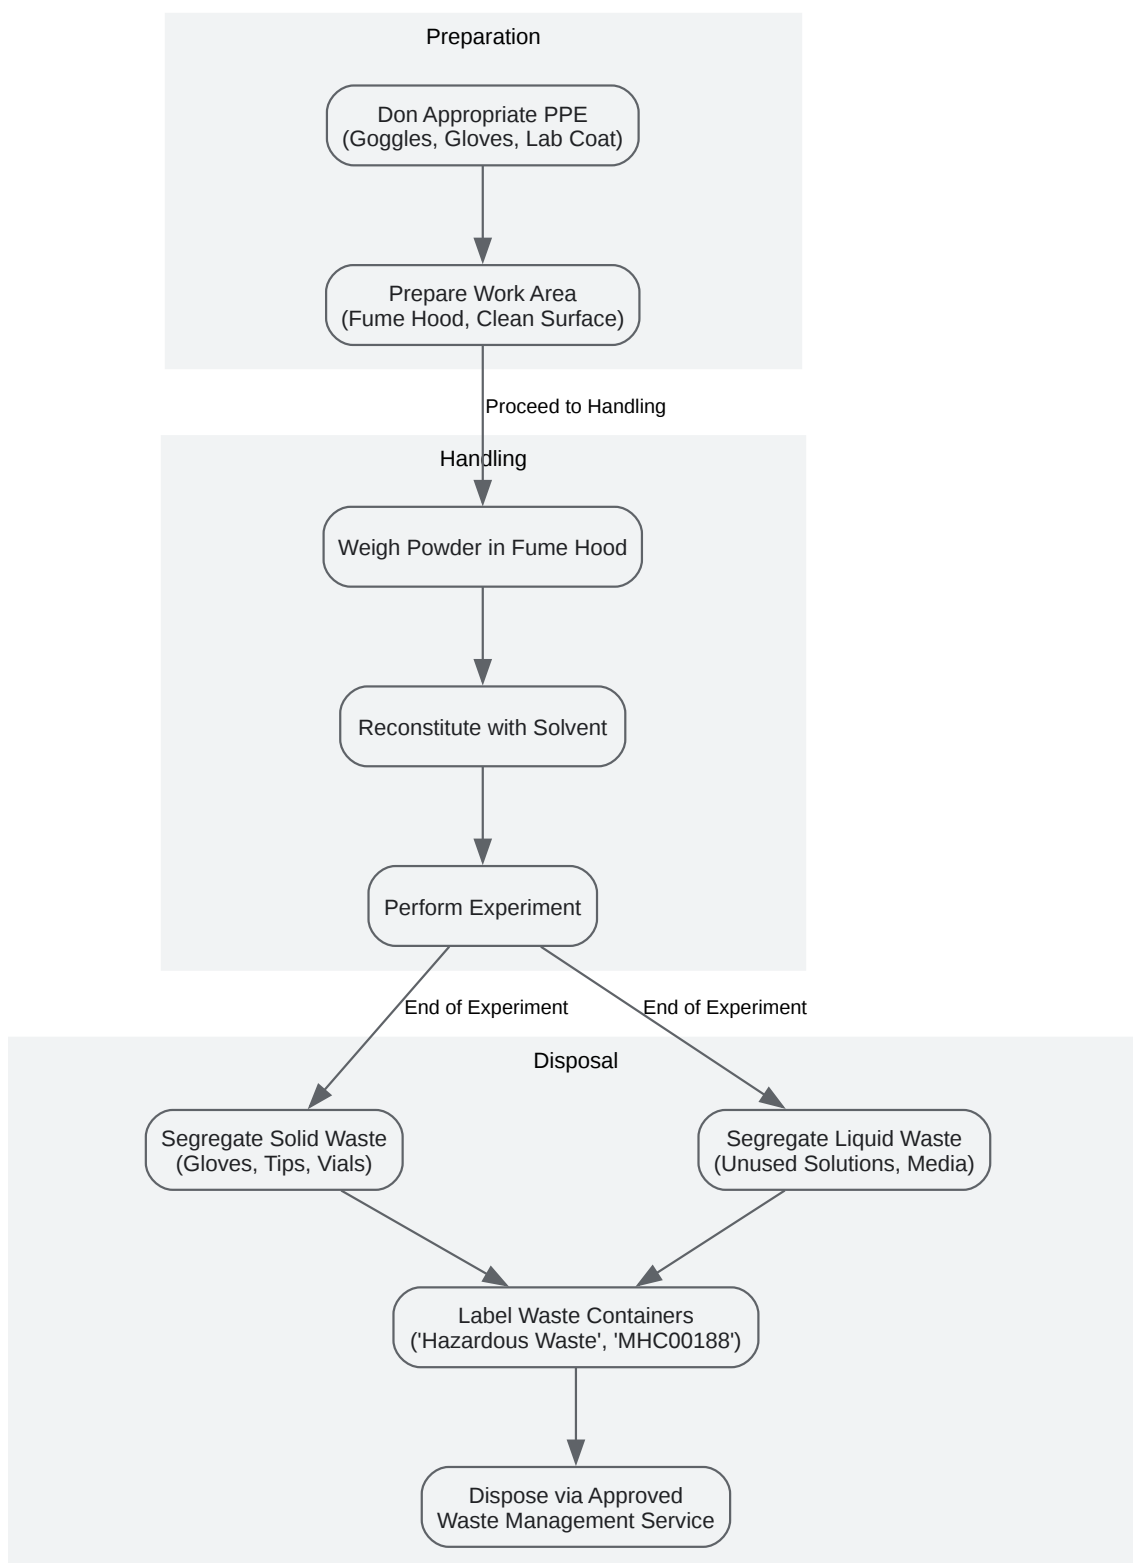 Preparation
Don Appropriate PPE
(Goggles, Gloves, Lab Coat)
Prepare Work Area
(Fume Hood, Clean Surface)
Proceed to Handling
Handling
Weigh Powder in Fume Hood
Reconstitute with Solvent
Perform Experiment
End of Experiment
End of Experiment
Disposal
Segregate Solid Waste
(Gloves, Tips, Vials)
Segregate Liquid Waste
(Unused Solutions, Media)
Label Waste Containers
('Hazardous Waste', 'MHC00188')
Dispose via Approved
Waste Management Service